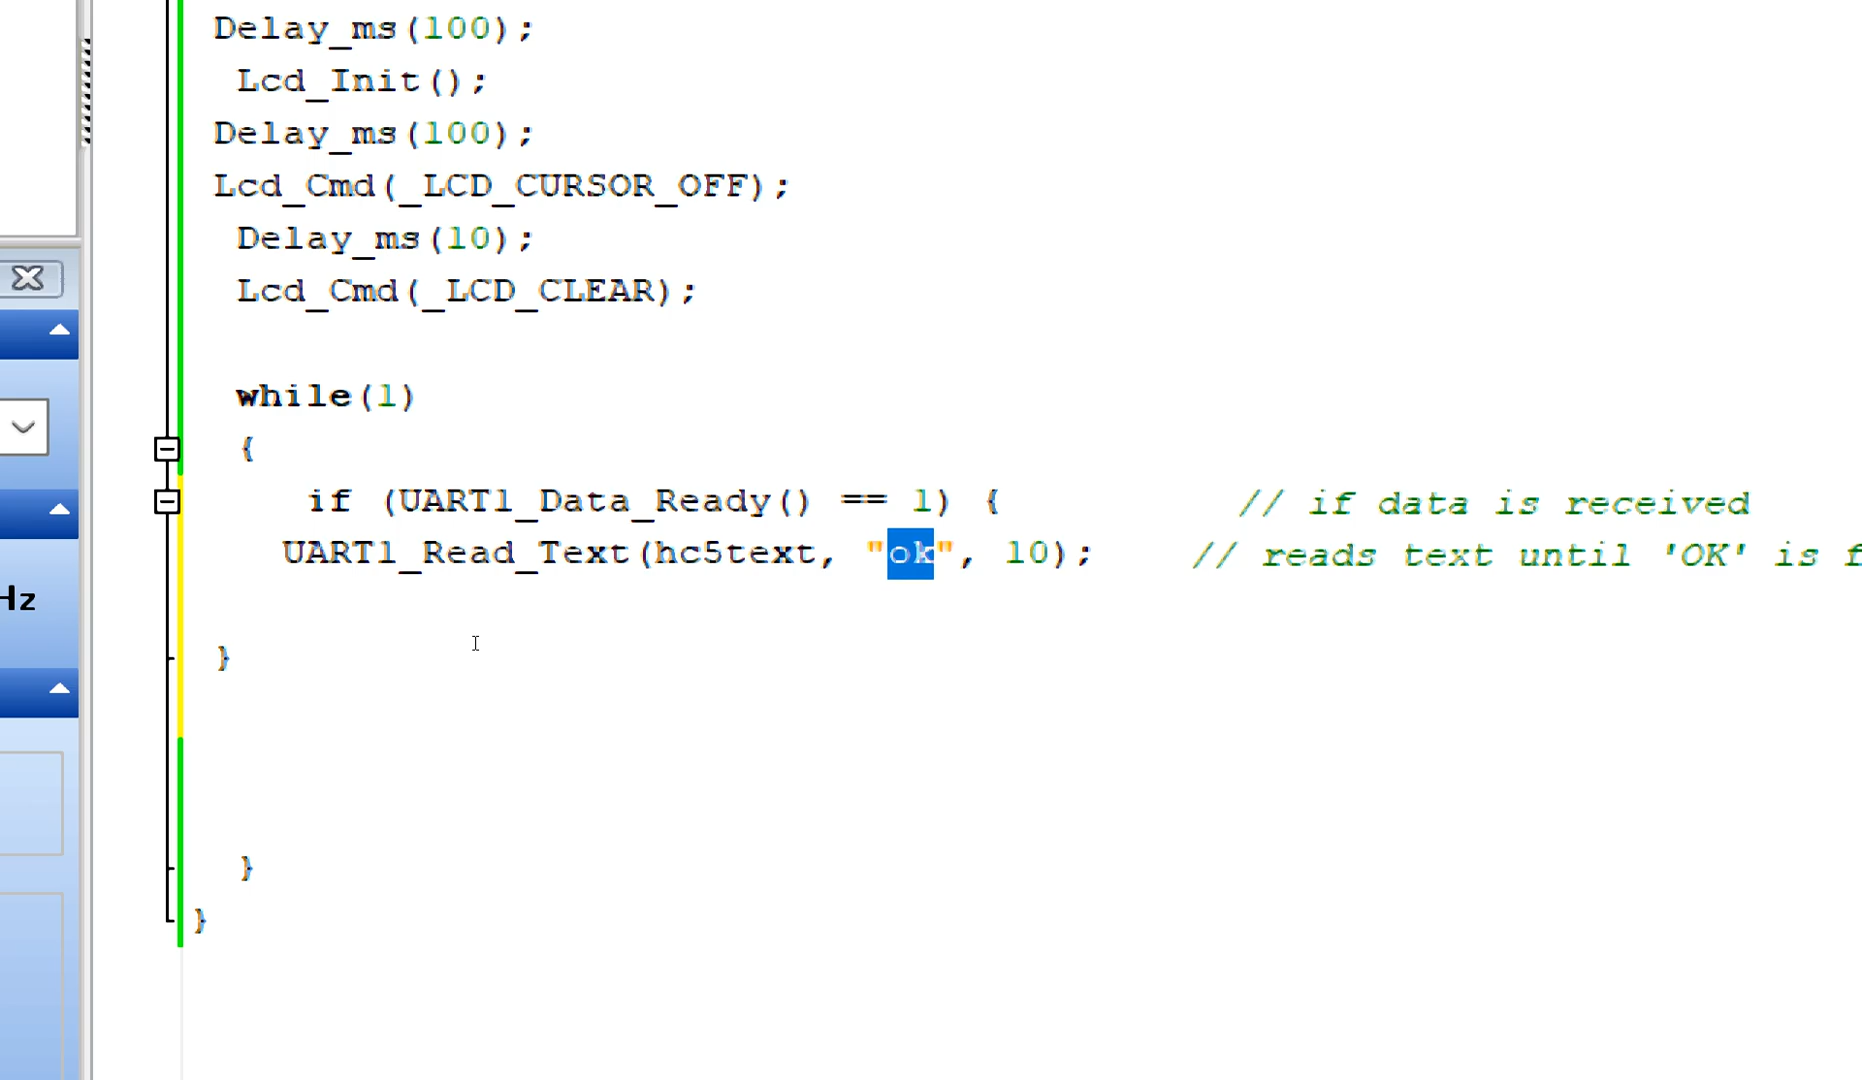 Delay_ms(100);
Lcd_Init();
Delay_ms(100);
Lcd_Cmd(_LCD_CURSOR_OFF);
Delay_ms(10);
Lcd_Cmd(_LCD_CLEAR);
while(1)
{
if (UART1_Data_Ready() == 1) { // if data is received
UART1_Read_Text(hc5text, "ok", 10); // reads text until 'OK' is f
Hz
}
}
}